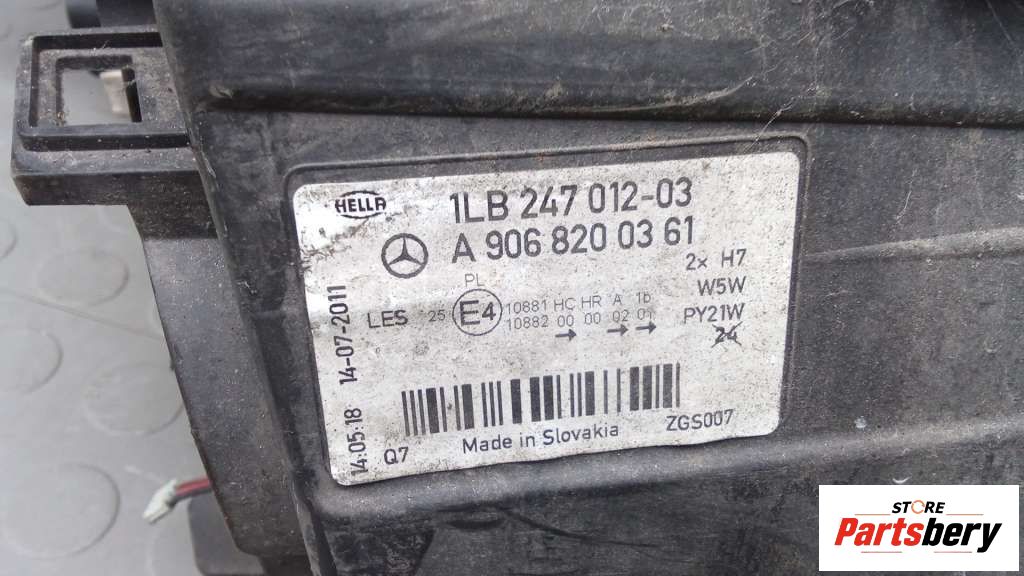 HELLA
1LB 247 012-03
A 906 820 03 61
2x H7
W5W
PY21W
24
PL
LES 25 E4 10881 HC HR A 1b
10882 00 00 02 01
14:05:18 14-07-2011
Q7
Made in Slovakia
ZGS007
STORE
Partsbery